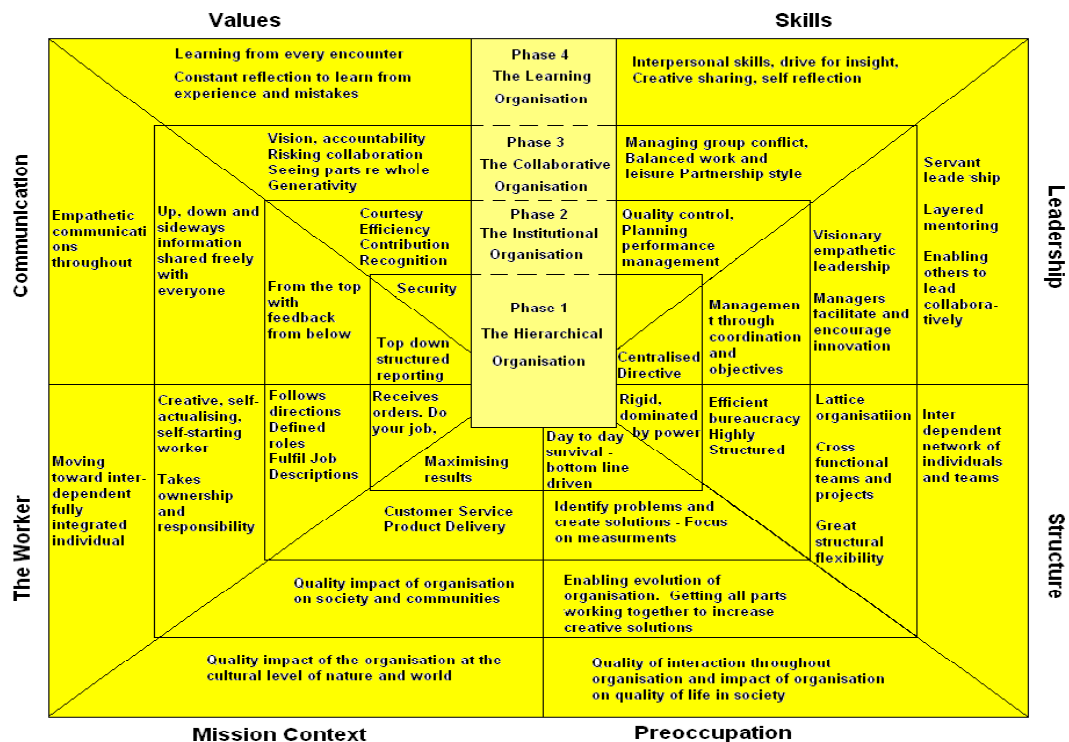 Values
Skills
Communication
Leadership
The Worker
Structure
Mission Context
Preoccupation
Phase 4
The Learning
Organisation
Phase 3
The Collaborative
Organisation
Phase 2
The Institutional
Organisation
Phase 1
The Hierarchical
Organisation
Learning from every encounter
Constant reflection to learn from
experience and mistakes
Vision, accountability
Risking collaboration
Seeing parts re whole
Generativity
Courtesy
Efficiency
Contribution
Recognition
Security
Interpersonal skills, drive for insight,
Creative sharing, self reflection
Managing group conflict,
Balanced work and
leisure Partnership style
Quality control,
Planning
performance
management
Empathetic
communicati
ons
throughout
Up, down and
sideways
information
shared freely
with
everyone
From the top
with
feedback
from below
Top down
structured
reporting
Centralised
Directive
Managemen
t through
coordination
and
objectives
Visionary
empathetic
leadership
Managers
facilitate and
encourage
innovation
Servant
leade ship
Layered
mentoring
Enabling
others to
lead
collabora-
tively
Moving
toward inter-
dependent
fully
integrated
individual
Creative, self-
actualising,
self-starting
worker
Takes
ownership
and
responsibility
Follows
directions
Defined
roles
Fulfil Job
Descriptions
Receives
orders. Do
your job.
Rigid,
dominated
by power
Efficient
bureaucracy
Highly
Structured
Lattice
organisatiion
Cross
functional
teams and
projects
Great
structural
flexibility
Inter
dependent
network of
individuals
and teams
Maximising
results
Day to day
survival -
bottom line
driven
Customer Service
Product Delivery
Identify problems and
create solutions - Focus
on measurments
Quality impact of organisation
on society and communities
Enabling evolution of
organisation. Getting all parts
working together to increase
creative solutions
Quality impact of the organisation at the
cultural level of nature and world
Quality of interaction throughout
organisation and impact of organisation
on quality of life in society